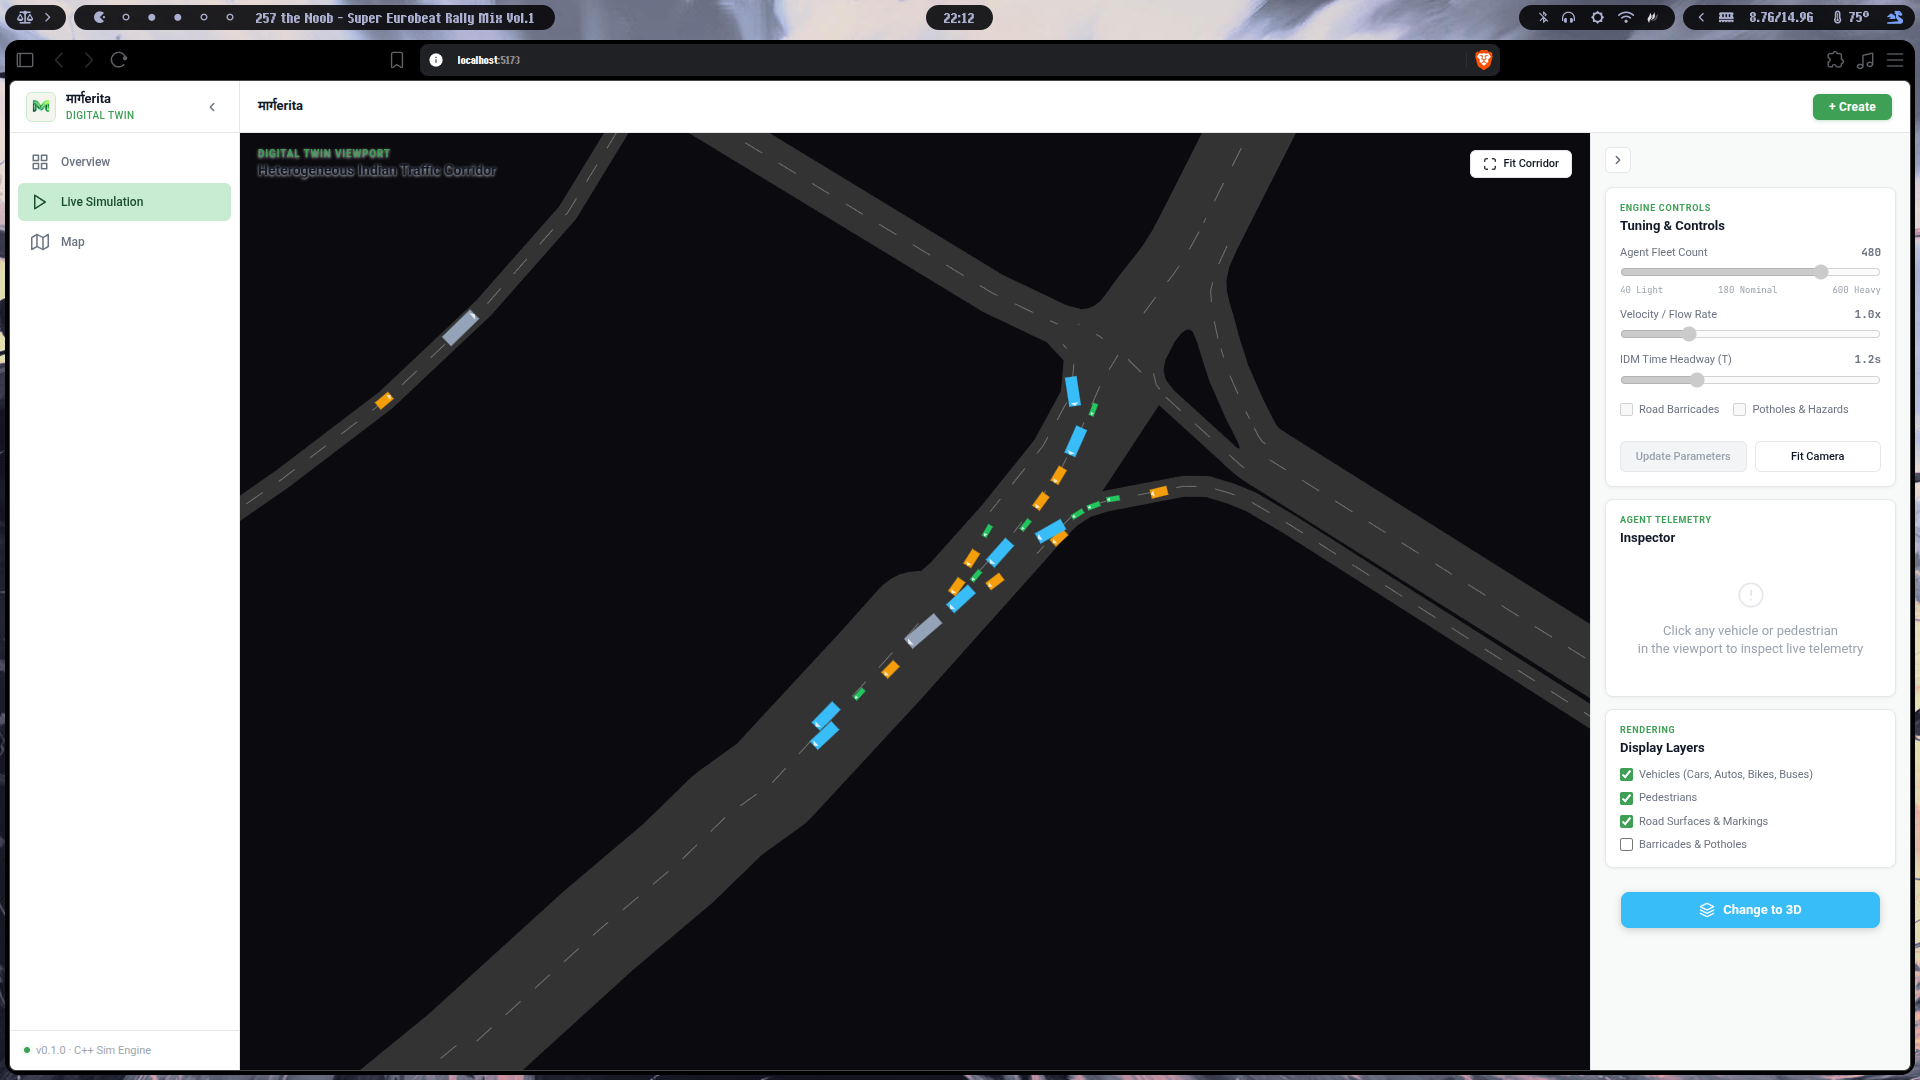 257 the Noob - Super Eurobeat Rally Mix Vol.1
22:12
8.7G/14.9G
75°
localhost:5173
मार्गerita
DIGITAL TWIN
मार्गerita
+ Create
Overview
Live Simulation
Map
DIGITAL TWIN VIEWPORT
Heterogeneous Indian Traffic Corridor
Fit Corridor
ENGINE CONTROLS
Tuning & Controls
Agent Fleet Count 480
40 Light 180 Nominal 600 Heavy
Velocity / Flow Rate 1.0x
IDM Time Headway (T) 1.2s
Road Barricades Potholes & Hazards
Update Parameters Fit Camera
AGENT TELEMETRY
Inspector
Click any vehicle or pedestrian
in the viewport to inspect live telemetry
RENDERING
Display Layers
Vehicles (Cars, Autos, Bikes, Buses)
Pedestrians
Road Surfaces & Markings
Barricades & Potholes
Change to 3D
v0.1.0 · C++ Sim Engine